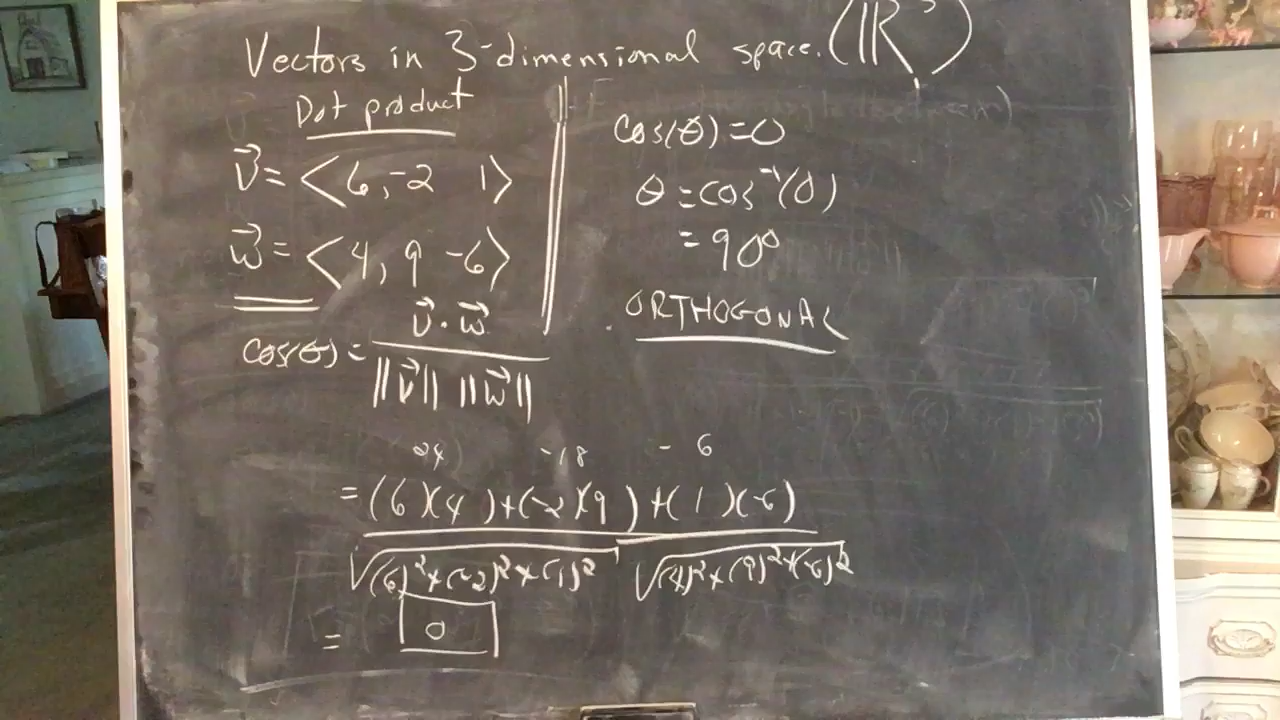 Vectors in 3-dimensional space. (ℝ³)
Dot product
v⃗ = <6, -2 1>
w⃗ = <4, 9 -6>
cos(θ) = v⃗ · w⃗ / ||v⃗|| ||w⃗||
24 -18 - 6
= (6)(4) + (-2)(9) + (1)(-6)
√(6)² + (-2)² + (1)² √(4)² + (9)² + (-6)²
= 0
cos(θ) = 0
θ = cos⁻¹(0)
= 90°
ORTHOGONAL